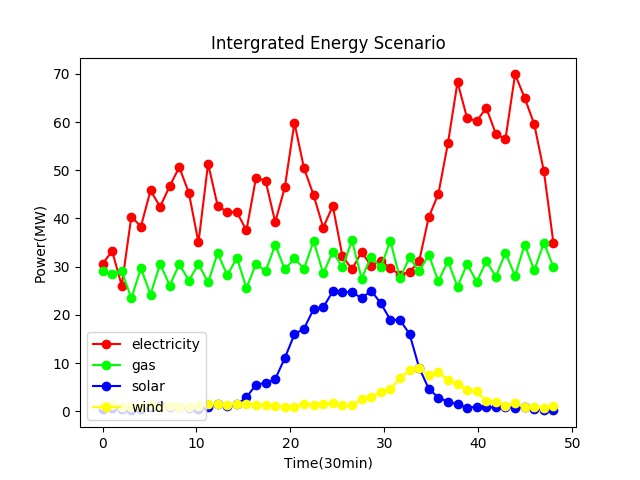 Intergrated Energy Scenario
Power(MW)
70
60
50
40
30
20
10
0
electricity
gas
solar
wind
0 10 20 30 40 50
Time(30min)